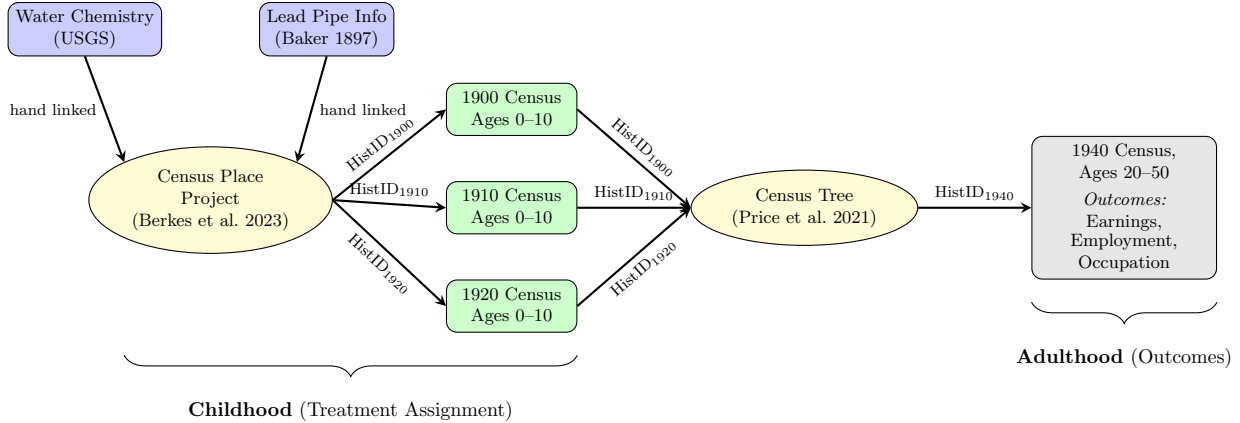 Water Chemistry
(USGS)
Lead Pipe Info
(Baker 1897)
hand linked
hand linked
Census Place
Project
(Berkes et al. 2023)
HistID1900
HistID1910
HistID1920
1900 Census
Ages 0–10
1910 Census
Ages 0–10
1920 Census
Ages 0–10
HistID1900
HistID1910
HistID1920
Census Tree
(Price et al. 2021)
HistID1940
1940 Census,
Ages 20–50
Outcomes:
Earnings,
Employment,
Occupation
Adulthood (Outcomes)
Childhood (Treatment Assignment)